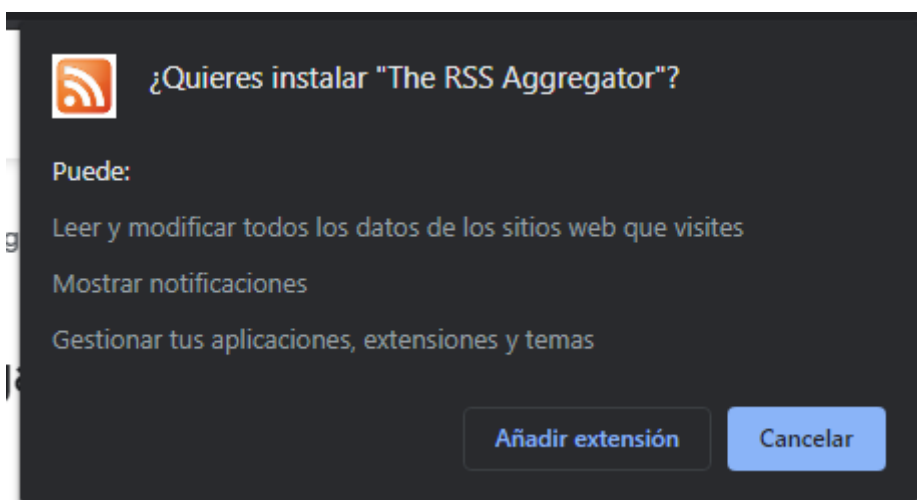 ¿Quieres instalar "The RSS Aggregator"?
Puede:
Leer y modificar todos los datos de los sitios web que visites
Mostrar notificaciones
Gestionar tus aplicaciones, extensiones y temas
Añadir extensión Cancelar